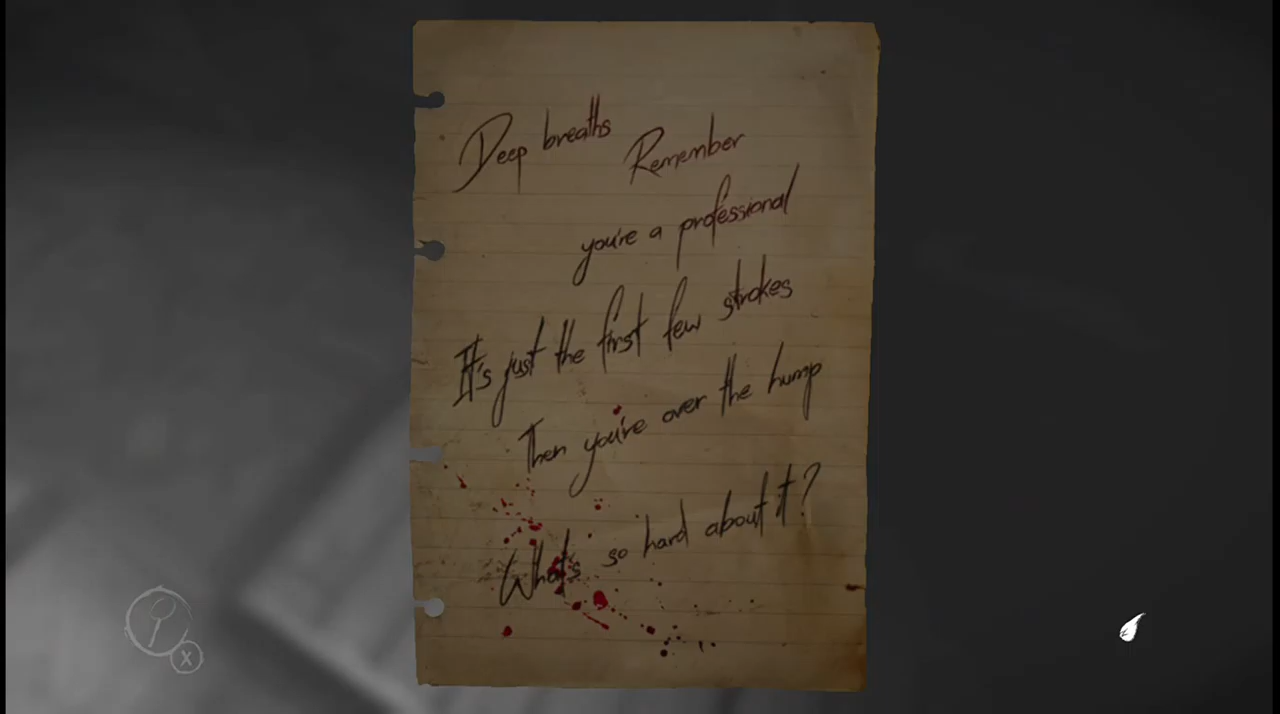 Deep breaths
Remember
you're a professional
It's just the first few strokes
Then you're over the hump
What's so hard about it?
X